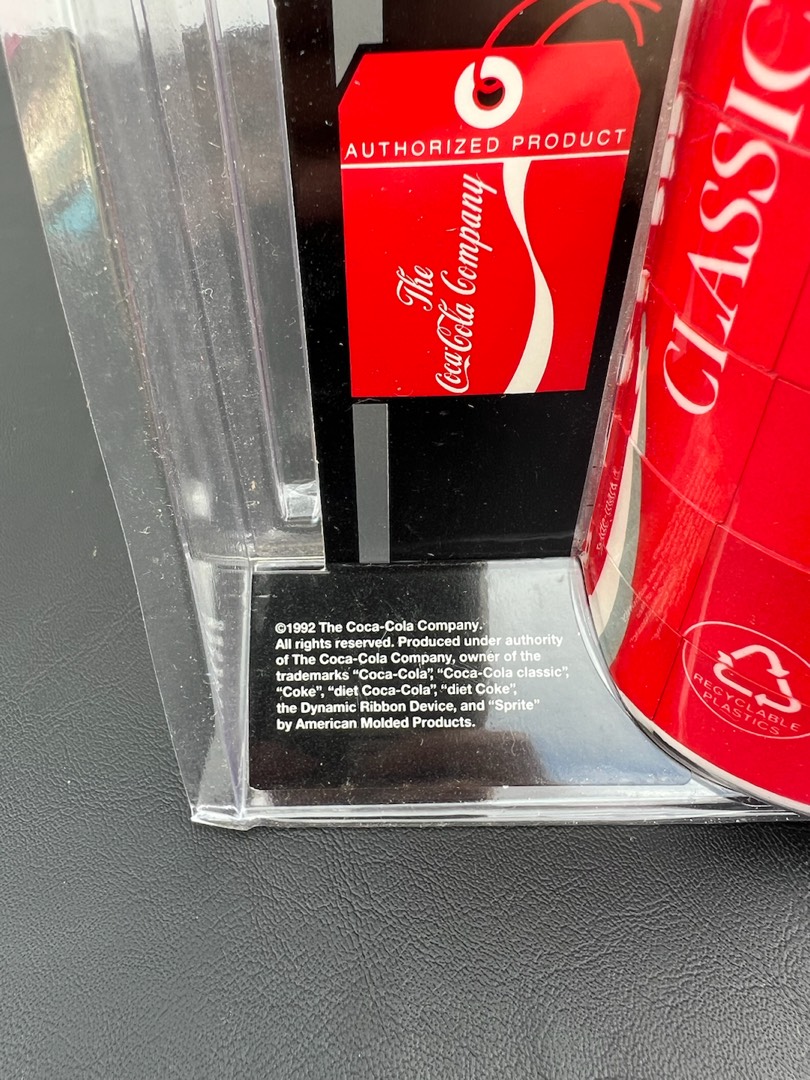 AUTHORIZED PRODUCT
The
Coca-Cola Company
CLASSIC
©1992 The Coca-Cola Company.
All rights reserved. Produced under authority
of The Coca-Cola Company, owner of the
trademarks “Coca-Cola”, “Coca-Cola classic”,
“Coke”, “diet Coca-Cola”, “diet Coke”,
the Dynamic Ribbon Device, and “Sprite”
by American Molded Products.
RECYCLABLE
PLASTICS